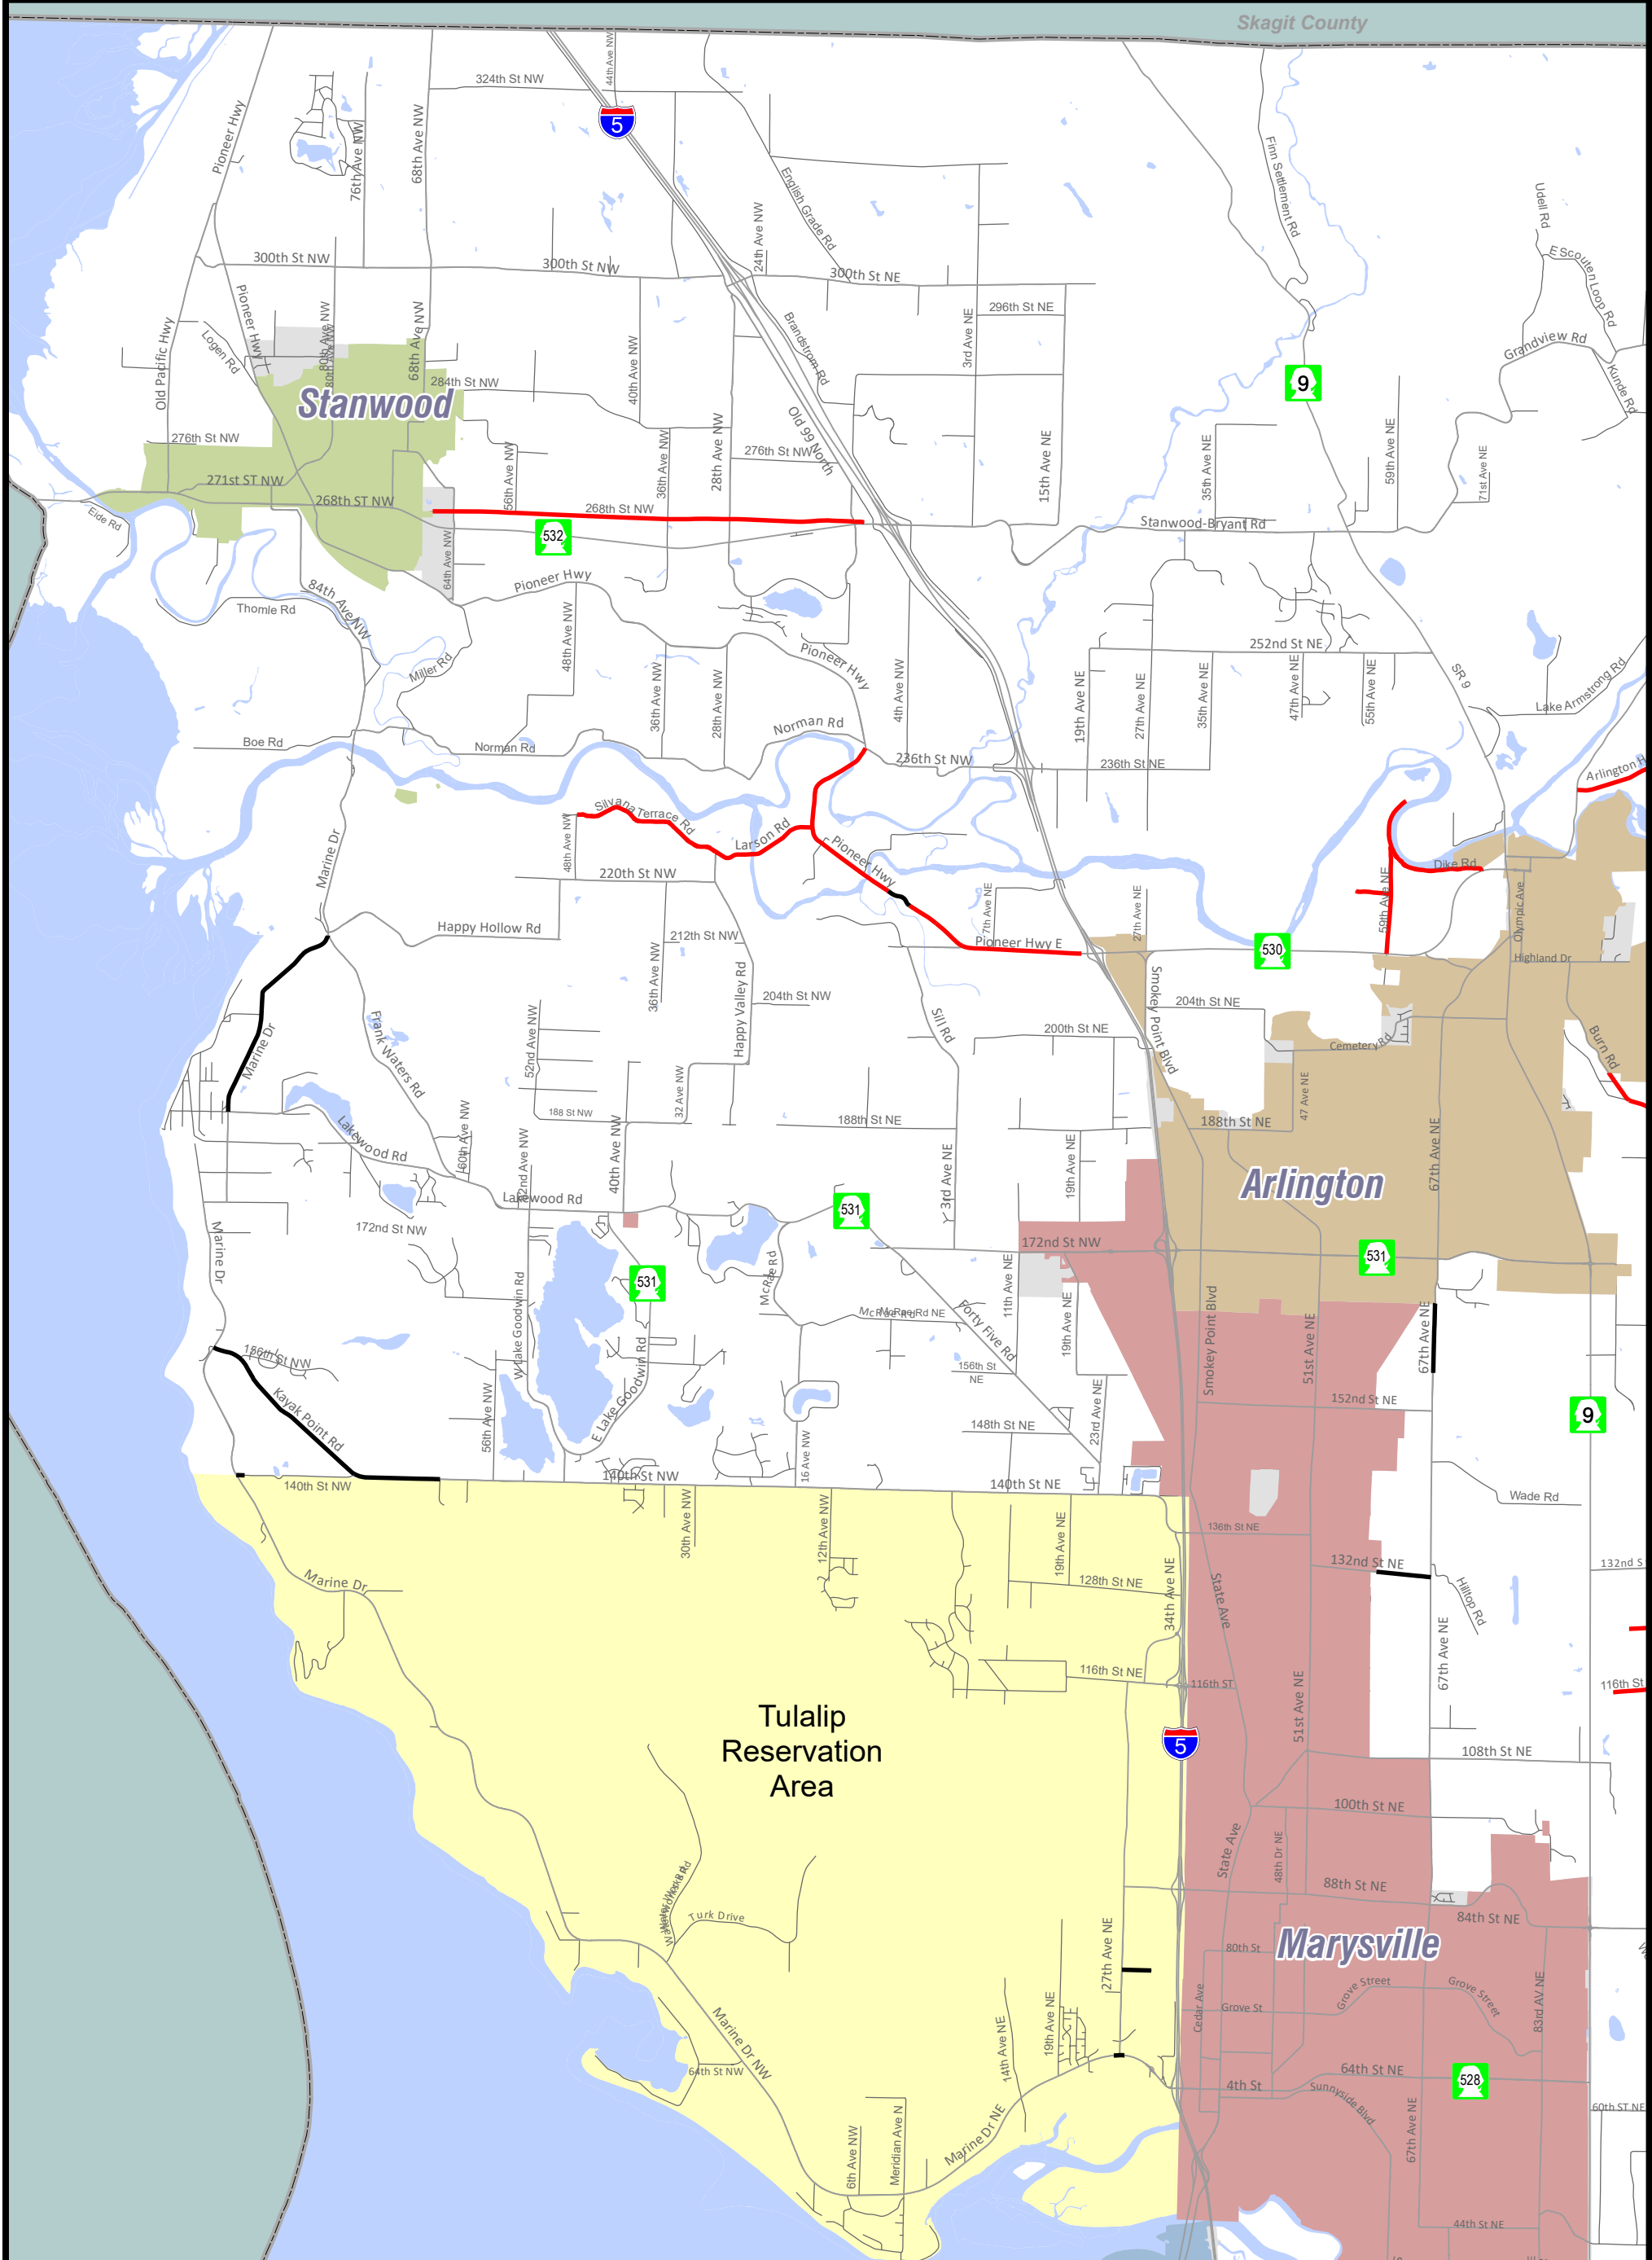 Skagit County
44th Ave NW
324th St NW
5
Pioneer Hwy
76th Ave NW
68th Ave NW
English Grade Rd
Finn Settlement Rd
Udell Rd
E Scouten Loop Rd
24th Ave NW
300th St NW
300th St NW
300th St NE
296th St NE
Pioneer Hwy
80th Ave NW
80th Ave NW
68th Ave NW
Old Pacific Hwy
Logen Rd
40th Ave NW
Brandstrom Rd
3rd Ave NE
Grandview Rd
Kunde Rd
9
284th St NW
Stanwood
Old 99 North
276th St NW
56th Ave NW
36th Ave NW
28th Ave NW
276th St NW
15th Ave NE
35th Ave NE
59th Ave NE
71st Ave NE
271st ST NW
268th ST NW
268th St NW
Eide Rd
532
Stanwood-Bryant Rd
64th Ave NW
Pioneer Hwy
84th Ave NW
Thomle Rd
48th Ave NW
Miller Rd
36th Ave NW
28th Ave NW
Pioneer Hwy
4th Ave NW
252nd St NE
19th Ave NE
27th Ave NE
35th Ave NE
47th Ave NE
55th Ave NE
SR 9
Lake Armstrong Rd
Boe Rd
Norman Rd
Norman Rd
236th St NW
236th St NE
Arlington H
Silvana Terrace Rd
48th Ave NW
Larson Rd
Pioneer Hwy
Marine Dr
220th St NW
Dike Rd
59th Ave NE
Olympic Ave
Happy Hollow Rd
212th St NW
7th Ave NE
27th Ave NE
Pioneer Hwy E
530
Highland Dr
36th Ave NW
Happy Valley Rd
204th St NW
Smokey Point Blvd
204th St NE
Sill Rd
200th St NE
Cemetery Rd
Burn Rd
Marine Dr
Frank Waters Rd
52nd Ave NW
32 Ave NW
47 Ave NE
188 St NW
188th St NE
188th St NE
Lakewood Rd
60th Ave NW
52nd Ave NW
40th Ave NW
3rd Ave NE
19th Ave NE
67th Ave NE
Arlington
Lakewood Rd
531
172nd St NW
Marine Dr
172nd St NW
531
531
W Lake Goodwin Rd
McRae Rd
McRae Rd NE
Forty Five Rd
11th Ave NE
19th Ave NE
Smokey Point Blvd
51st Ave NE
67th Ave NE
156th St NW
E Lake Goodwin Rd
156th St
NE
Kayak Point Rd
56th Ave NW
16 Ave NW
148th St NE
23rd Ave NE
152nd St NE
9
140th St NW
140th St NW
140th St NE
Wade Rd
30th Ave NW
12th Ave NW
19th Ave NE
136th St NE
132nd St NE
132nd S
Marine Dr
128th St NE
34th Ave NE
State Ave
Hilltop Rd
67th Ave NE
116th St NE
116th ST
116th St
Tulalip
Reservation
Area
5
51st Ave NE
108th St NE
100th St NE
State Ave
48th Dr NE
88th St NE
84th St NE
Turk Drive
Marysville
80th St
27th Ave NE
Cedar Ave
Grove St
Grove Street
Grove Street
83rd AV NE
Marine Dr NW
64th St NW
14th Ave NE
19th Ave NE
64th St NE
528
4th St
Sunnyside Blvd
67th Ave NE
60th ST NE
6th Ave NW
Meridian Ave N
Marine Dr NE
44th St NE